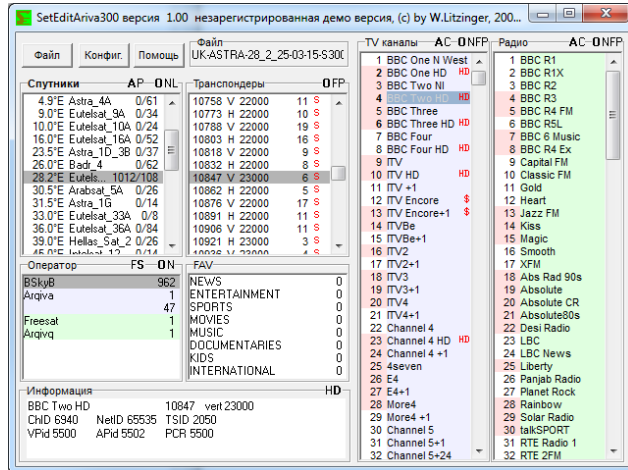 SetEditAriva300 версия 1.00 незарегистрированная демо версия, (c) by W.Litzinger, 200...
Файл
Конфиг.
Помощь
Файл
UK-ASTRA-28_2_25-03-15-S300
Спутники AP ONL
4.9°E Astra_4A 0/61
9.0°E Eutelsat_9A 0/34
10.0°E Eutelsat_10A 0/24
16.0°E Eutelsat_16A 0/52
23.5°E Astra_1D_3B 0/37
26.0°E Badr_4 0/62
28.2°E Eutels... 1012/108
30.5°E Arabsat_5A 0/26
31.5°E Astra_1G 0/14
33.0°E Eutelsat_33A 0/8
36.0°E Eutelsat_36A 0/84
39.0°E Hellas_Sat_2 0/26
45.0°E Intelsat_12 0/14
Транспондеры OFP
10758 V 22000 11 S
10773 H 22000 10 S
10788 V 22000 19 S
10803 H 22000 16 S
10818 V 22000 9 S
10832 H 22000 8 S
10847 V 23000 6 S
10862 H 22000 5 S
10876 V 22000 17 S
10891 H 22000 11 S
10906 V 22000 11 S
10921 H 23000 3 S
10936 V 23000 4 S
Оператор FS ON
BSkyB 962
Arqiva 1
47
Freesat 1
Arqivq 1
FAV
NEWS 0
ENTERTAINMENT 0
SPORTS 0
MOVIES 0
MUSIC 0
DOCUMENTARIES 0
KIDS 0
INTERNATIONAL 0
Информация HD
BBC Two HD 10847 vert 23000
ChID 6940 NetID 65535 TSID 2050
VPid 5500 APid 5502 PCR 5500
TV каналы AC ONFP
1 BBC One N West
2 BBC One HD HD
3 BBC Two NI
4 BBC Two HD HD
5 BBC Three
6 BBC Three HD HD
7 BBC Four
8 BBC Four HD HD
9 ITV
10 ITV HD HD
11 ITV +1
12 ITV Encore $
13 ITV Encore+1 $
14 ITVBe
15 ITVBe+1
16 ITV2
17 ITV2+1
18 ITV3
19 ITV3+1
20 ITV4
21 ITV4+1
22 Channel 4
23 Channel 4 HD HD
24 Channel 4 +1
25 4seven
26 E4
27 E4+1
28 More4
29 More4 +1
30 Channel 5
31 Channel 5+1
32 Channel 5+24
Радио AC ONFP
1 BBC R1
2 BBC R1X
3 BBC R2
4 BBC R3
5 BBC R4 FM
6 BBC R5L
7 BBC 6 Music
8 BBC R4 Ex
9 Capital FM
10 Classic FM
11 Gold
12 Heart
13 Jazz FM
14 Kiss
15 Magic
16 Smooth
17 XFM
18 Abs Rad 90s
19 Absolute
20 Absolute CR
21 Absolute80s
22 Desi Radio
23 LBC
24 LBC News
25 Liberty
26 Panjab Radio
27 Planet Rock
28 Rainbow
29 Solar Radio
30 talkSPORT
31 RTE Radio 1
32 RTE 2FM